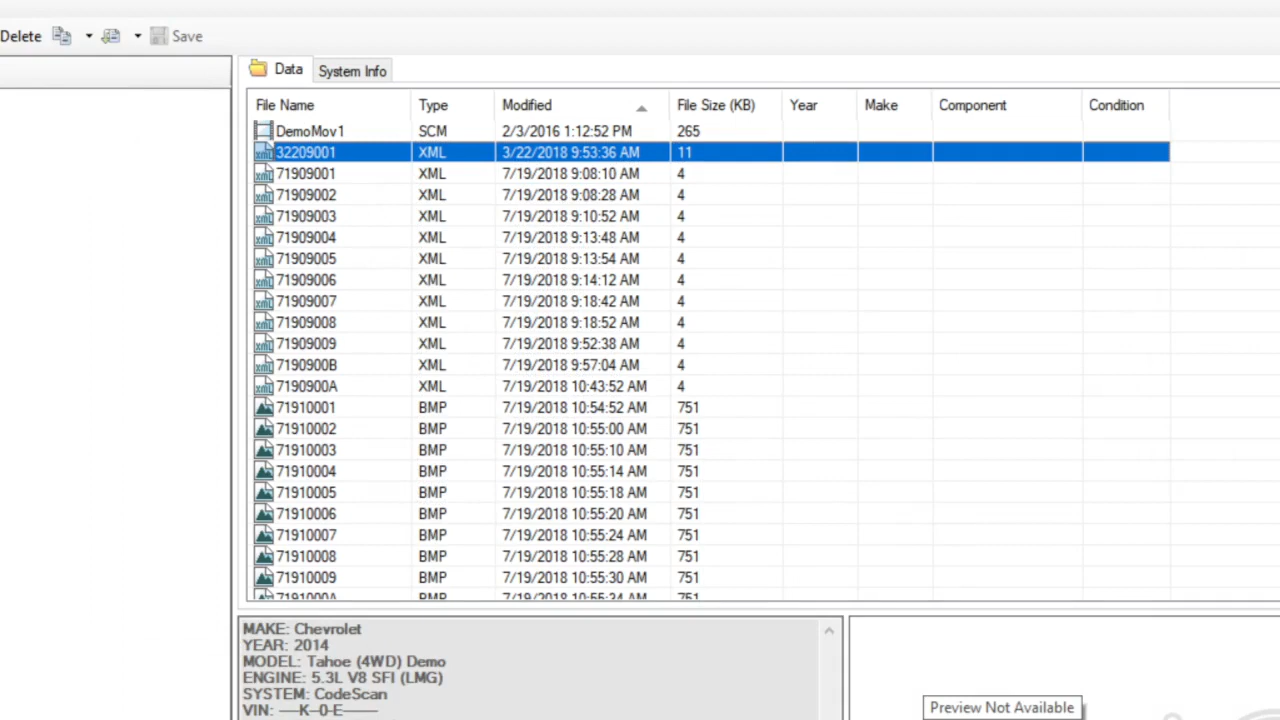 Delete Save
Data System Info
File Name Type Modified File Size (KB) Year Make Component Condition
DemoMov1 SCM 2/3/2016 1:12:52 PM 265
32209001 XML 3/22/2018 9:53:36 AM 11
71909001 XML 7/19/2018 9:08:10 AM 4
71909002 XML 7/19/2018 9:08:28 AM 4
71909003 XML 7/19/2018 9:10:52 AM 4
71909004 XML 7/19/2018 9:13:48 AM 4
71909005 XML 7/19/2018 9:13:54 AM 4
71909006 XML 7/19/2018 9:14:12 AM 4
71909007 XML 7/19/2018 9:18:42 AM 4
71909008 XML 7/19/2018 9:18:52 AM 4
71909009 XML 7/19/2018 9:52:38 AM 4
7190900B XML 7/19/2018 9:57:04 AM 4
7190900A XML 7/19/2018 10:43:52 AM 4
71910001 BMP 7/19/2018 10:54:52 AM 751
71910002 BMP 7/19/2018 10:55:00 AM 751
71910003 BMP 7/19/2018 10:55:10 AM 751
71910004 BMP 7/19/2018 10:55:14 AM 751
71910005 BMP 7/19/2018 10:55:18 AM 751
71910006 BMP 7/19/2018 10:55:20 AM 751
71910007 BMP 7/19/2018 10:55:24 AM 751
71910008 BMP 7/19/2018 10:55:28 AM 751
71910009 BMP 7/19/2018 10:55:30 AM 751
7191000A BMP 7/19/2018 10:55:34 AM 751
MAKE: Chevrolet
YEAR: 2014
MODEL: Tahoe (4WD) Demo
ENGINE: 5.3L V8 SFI (LMG)
SYSTEM: CodeScan
VIN: ----K--0-E--------
Preview Not Available